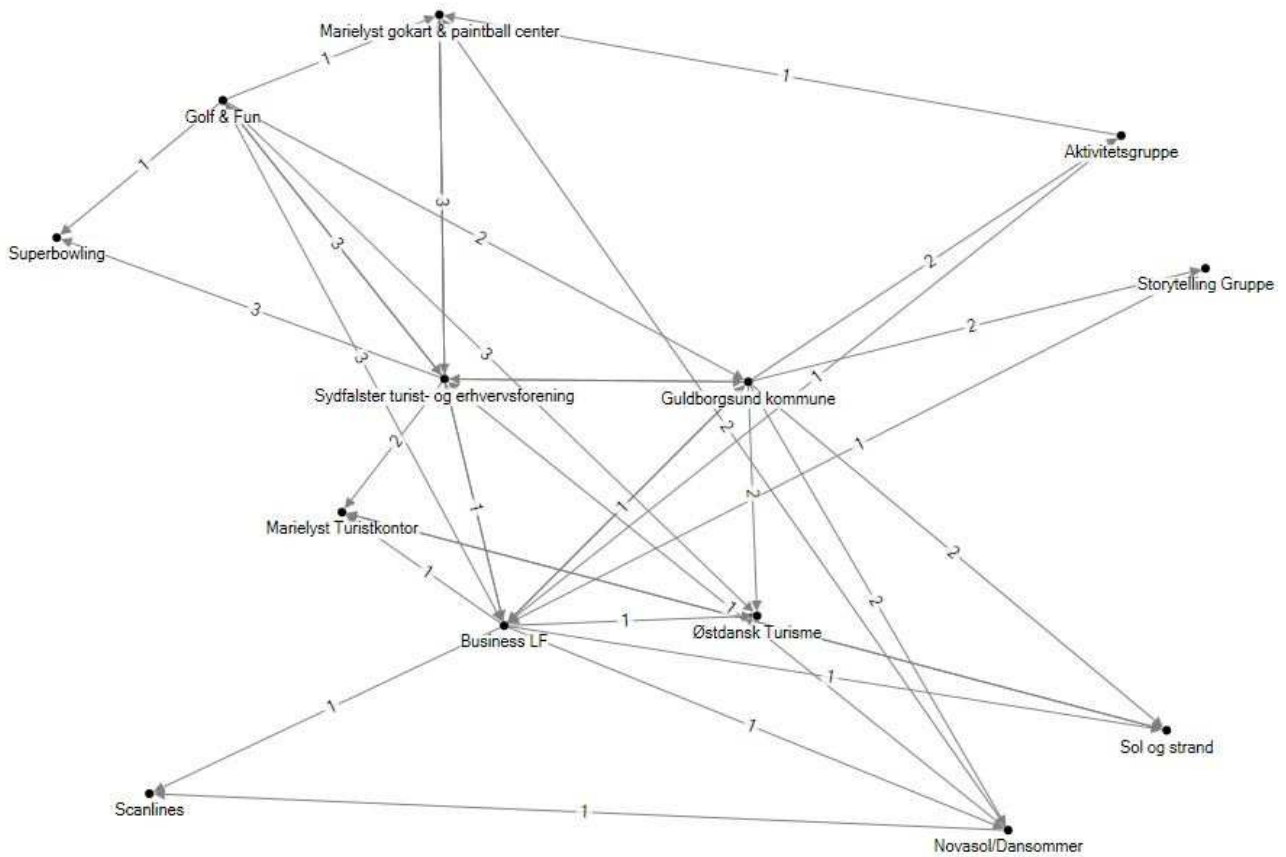 Marielyst gokart & paintball center
1
1
Golf & Fun
Aktivitetsgruppe
1
3
2
3
Superbowling
2
Storytelling Gruppe
3
2
3
3
1
Sydfalster turist- og erhvervsforening
Guldborgsund kommune
2
2
1
2
1
1
2
Marielyst Turistkontor
2
1
2
1
1
Business LF
Østdansk Turisme
1
1
1
Sol og strand
Scanlines
1
Novasol/Dansommer